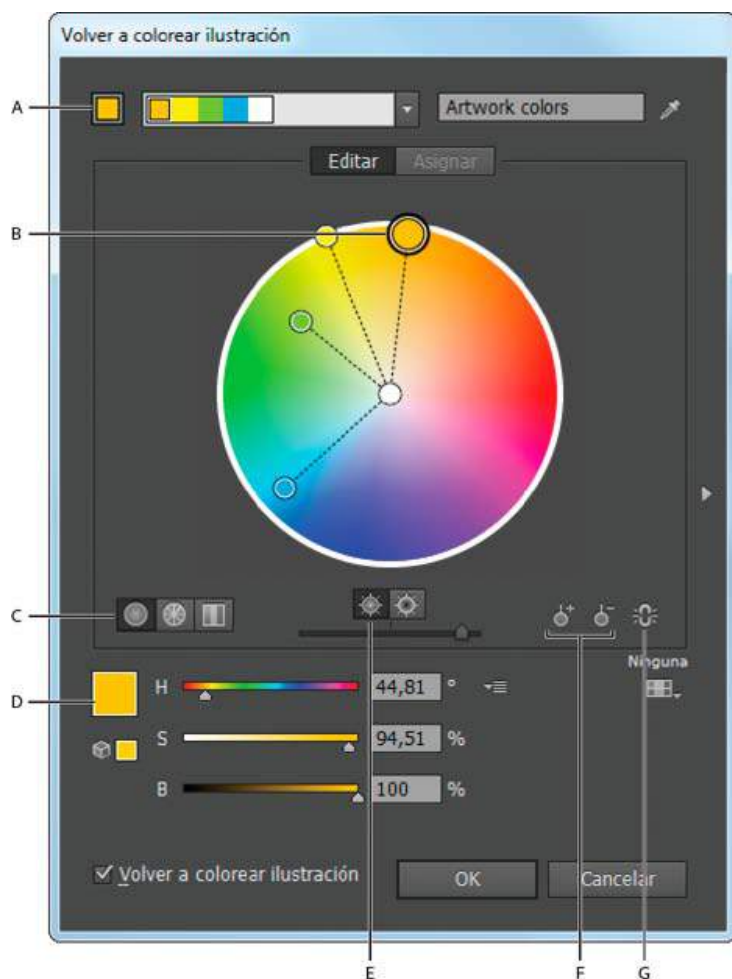 Volver a colorear ilustración
A
Artwork colors
Editar
Asignar
B
C
Ninguna
D
H
44,81 °
S
94,51 %
B
100 %
Volver a colorear ilustración
OK
Cancelar
E
F
G